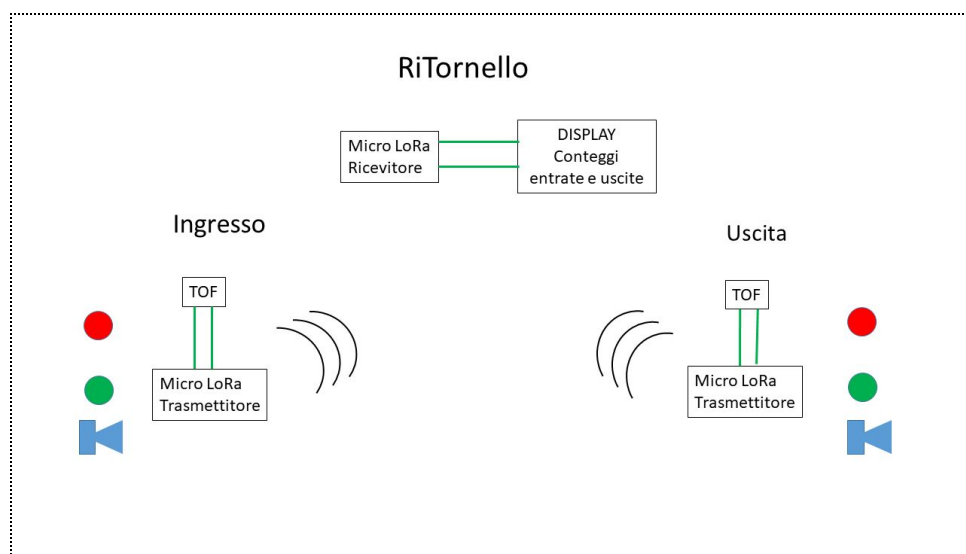 RiTornello
Micro LoRa
Ricevitore
DISPLAY
Conteggi
entrate e uscite
Ingresso
Uscita
TOF
TOF
Micro LoRa
Trasmettitore
Micro LoRa
Trasmettitore